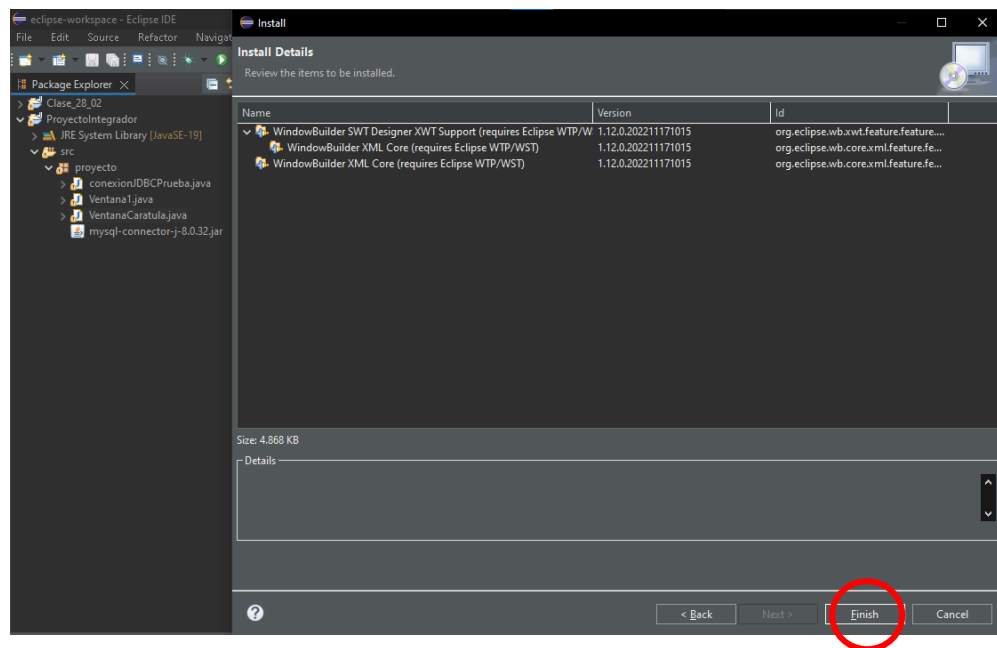 eclipse-workspace - Eclipse IDE
File Edit Source Refactor Navigat
Package Explorer
Clase_28_02
ProyectoIntegrador
JRE System Library [JavaSE-19]
src
proyecto
conexionJDBCPrueba.java
Ventana1.java
VentanaCaratula.java
mysql-connector-j-8.0.32.jar
Install
Install Details
Review the items to be installed.
Name Version Id
WindowBuilder SWT Designer XWT Support (requires Eclipse WTP/W 1.12.0.202211171015 org.eclipse.wb.xwt.feature.feature....
WindowBuilder XML Core (requires Eclipse WTP/WST) 1.12.0.202211171015 org.eclipse.wb.core.xml.feature.fe...
WindowBuilder XML Core (requires Eclipse WTP/WST) 1.12.0.202211171015 org.eclipse.wb.core.xml.feature.fe...
Size: 4.868 KB
Details
? < Back Next > Finish Cancel